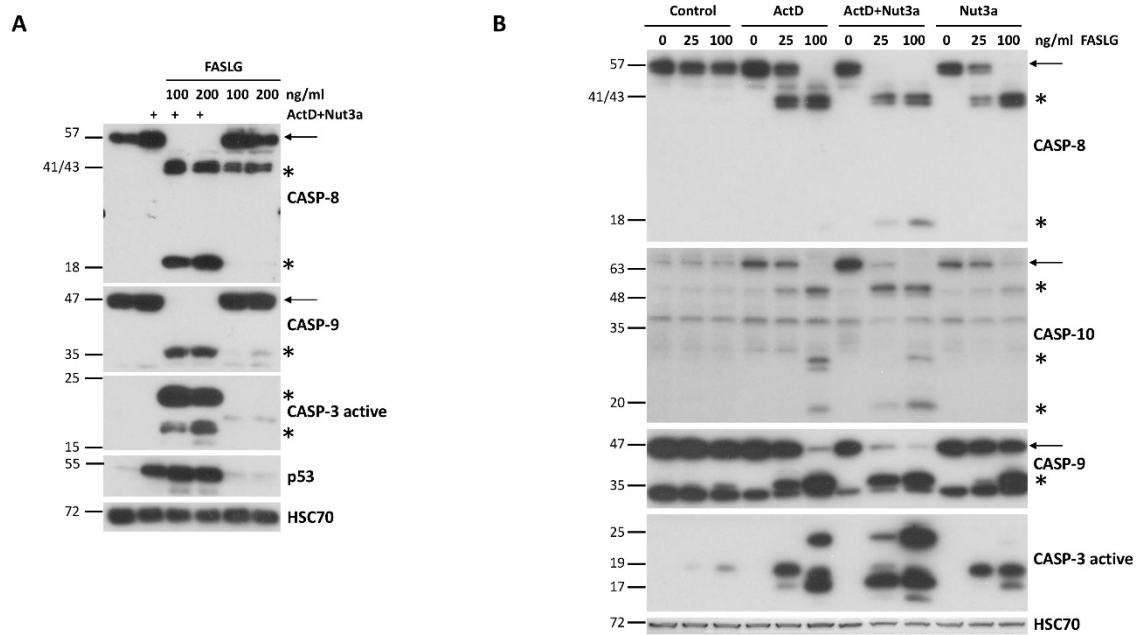 A
FASLG
100 200 100 200 ng/ml
+ + + ActD+Nut3a
57
41/43
*
CASP-8
18
*
47
CASP-9
35
*
25
*
CASP-3 active
*
15
55
p53
72
HSC70
B
Control ActD ActD+Nut3a Nut3a
0 25 100 0 25 100 0 25 100 0 25 100 ng/ml FASLG
57
41/43
*
CASP-8
18
*
63
*
48
35
CASP-10
*
20
*
47
CASP-9
35
*
25
CASP-3 active
19
17
72
HSC70